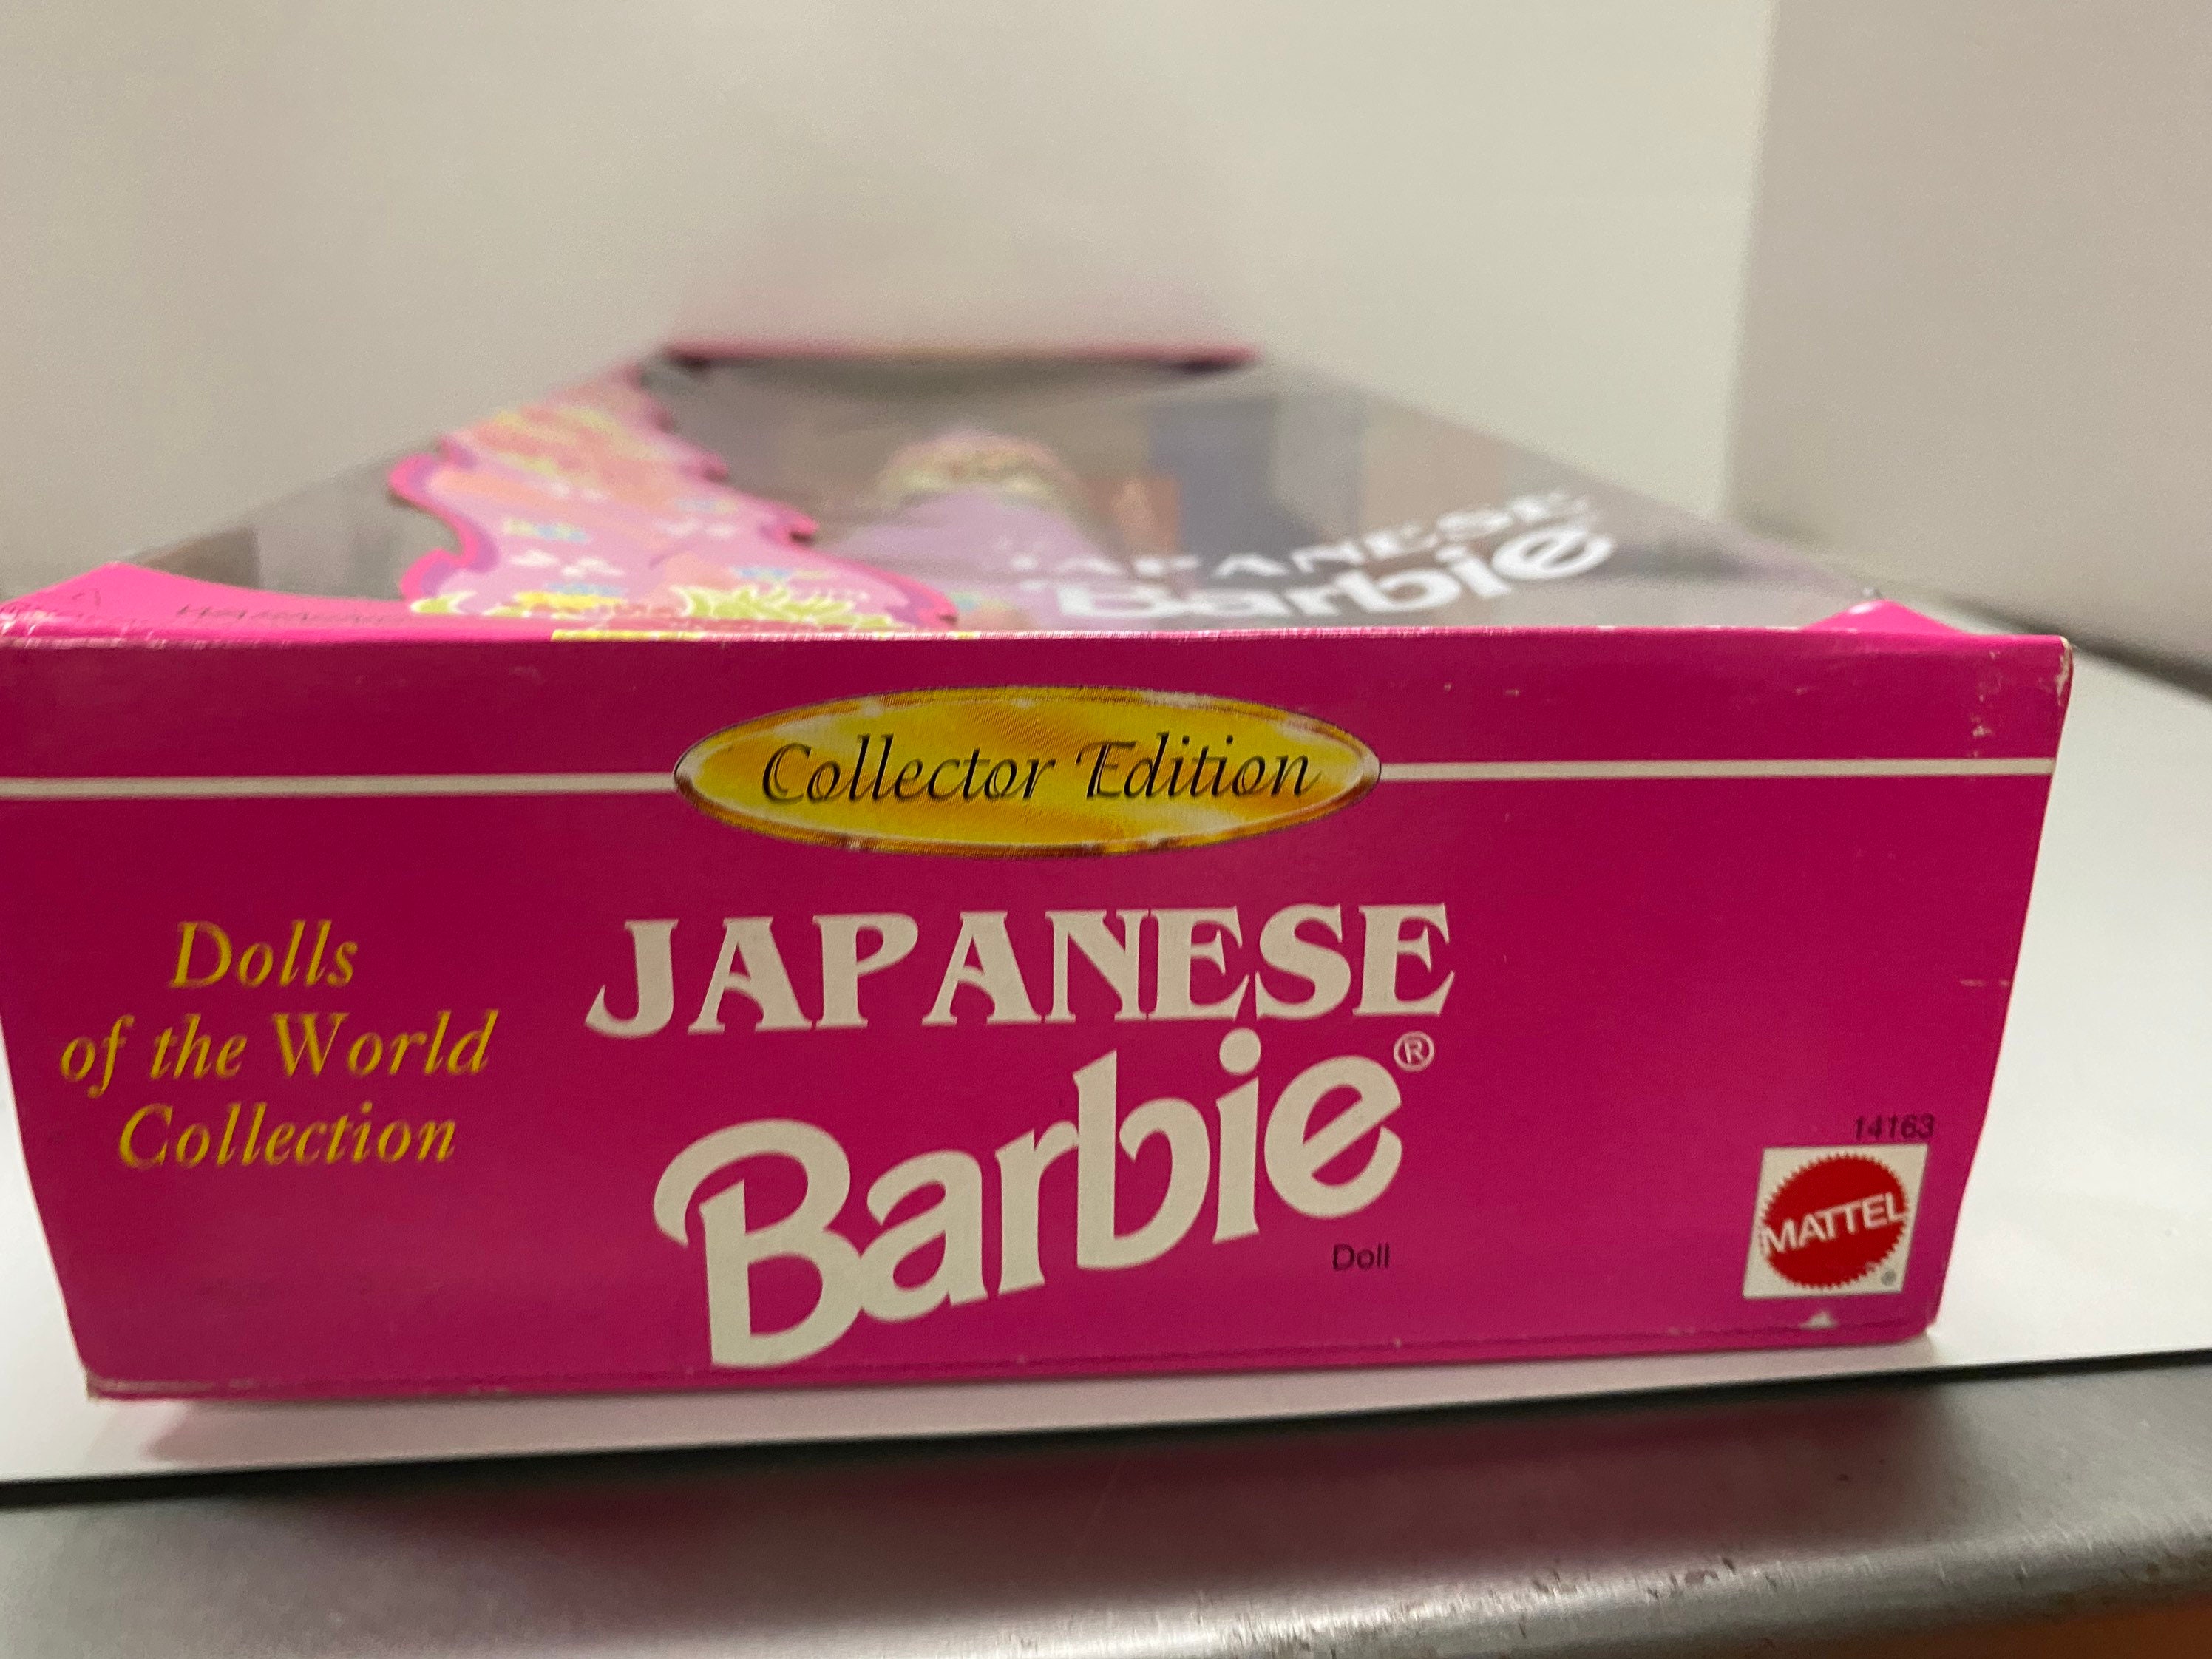 JAPANESE
Barbie
Collector Edition
Dolls
of the World
Collection
JAPANESE
Barbie®
Doll
14163
MATTEL
®